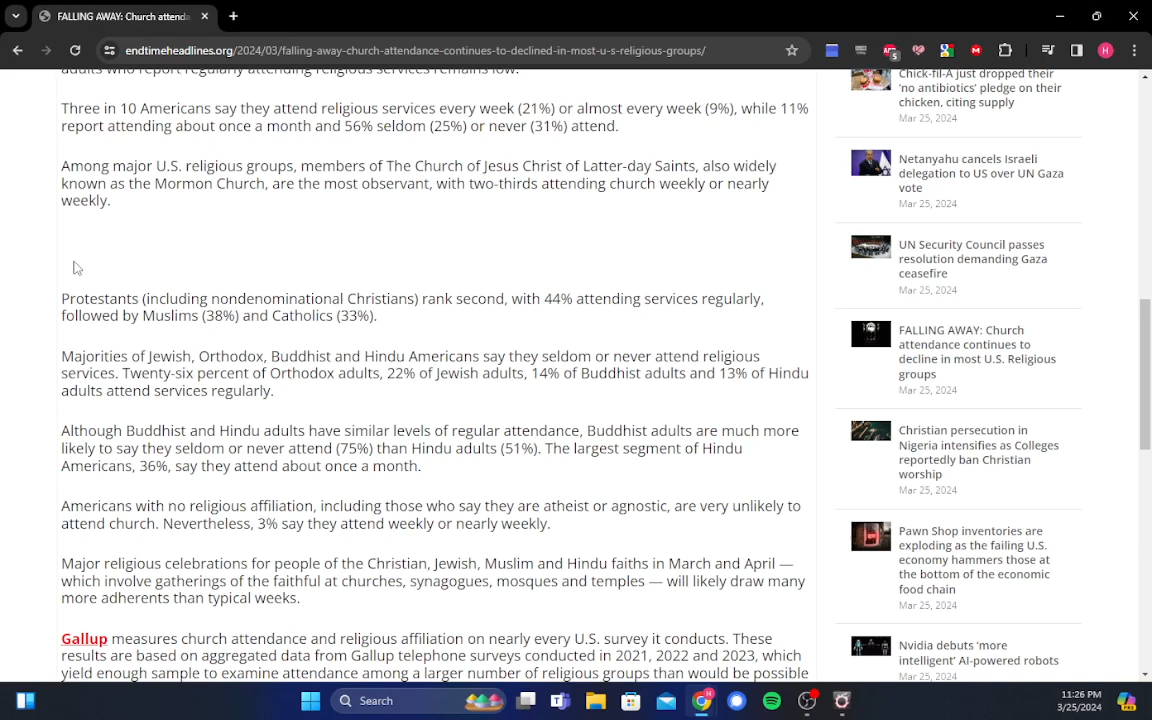 FALLING AWAY: Church attenda
endtimeheadlines.org/2024/03/falling-away-church-attendance-continues-to-declined-in-most-u-s-religious-groups/
5
H
adults who report regularly attending religious services remains low.
Three in 10 Americans say they attend religious services every week (21%) or almost every week (9%), while 11%
report attending about once a month and 56% seldom (25%) or never (31%) attend.
Among major U.S. religious groups, members of The Church of Jesus Christ of Latter-day Saints, also widely
known as the Mormon Church, are the most observant, with two-thirds attending church weekly or nearly
weekly.
Protestants (including nondenominational Christians) rank second, with 44% attending services regularly,
followed by Muslims (38%) and Catholics (33%).
Majorities of Jewish, Orthodox, Buddhist and Hindu Americans say they seldom or never attend religious
services. Twenty-six percent of Orthodox adults, 22% of Jewish adults, 14% of Buddhist adults and 13% of Hindu
adults attend services regularly.
Although Buddhist and Hindu adults have similar levels of regular attendance, Buddhist adults are much more
likely to say they seldom or never attend (75%) than Hindu adults (51%). The largest segment of Hindu
Americans, 36%, say they attend about once a month.
Americans with no religious affiliation, including those who say they are atheist or agnostic, are very unlikely to
attend church. Nevertheless, 3% say they attend weekly or nearly weekly.
Major religious celebrations for people of the Christian, Jewish, Muslim and Hindu faiths in March and April —
which involve gatherings of the faithful at churches, synagogues, mosques and temples — will likely draw many
more adherents than typical weeks.
Gallup measures church attendance and religious affiliation on nearly every U.S. survey it conducts. These
results are based on aggregated data from Gallup telephone surveys conducted in 2021, 2022 and 2023, which
yield enough sample to examine attendance among a larger number of religious groups than would be possible
Chick-fil-A just dropped their
'no antibiotics' pledge on their
chicken, citing supply
Mar 25, 2024
Netanyahu cancels Israeli
delegation to US over UN Gaza
vote
Mar 25, 2024
UN Security Council passes
resolution demanding Gaza
ceasefire
Mar 25, 2024
FALLING AWAY: Church
attendance continues to
decline in most U.S. Religious
groups
Mar 25, 2024
Christian persecution in
Nigeria intensifies as Colleges
reportedly ban Christian
worship
Mar 25, 2024
Pawn Shop inventories are
exploding as the failing U.S.
economy hammers those at
the bottom of the economic
food chain
Mar 25, 2024
Nvidia debuts 'more
intelligent' AI-powered robots
Mar 25, 2024
Search
11:26 PM
3/25/2024